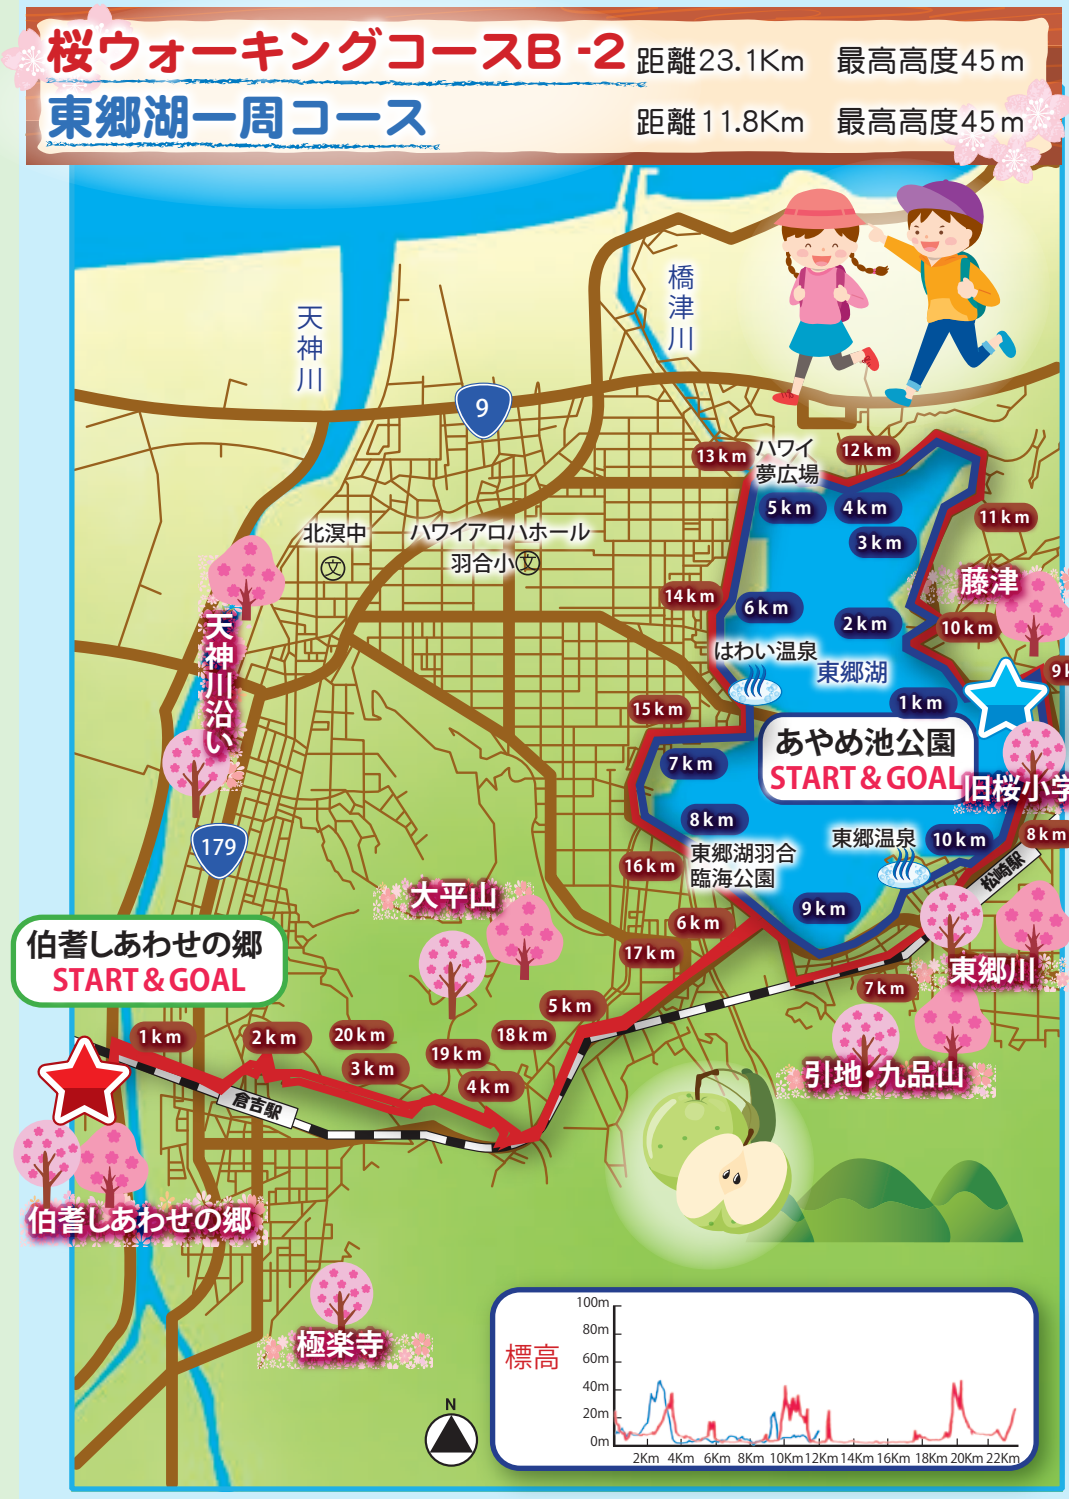 桜ウォーキングコースB -2 距離23.1Km 最高高度45m
東郷湖一周コース 距離11.8Km 最高高度45m
天神川
橋津川
9
13km
ハワイ
夢広場
12km
5km
4km
3km
11km
北溟中
文
ハワイアロハホール
羽合小文
藤津
14km
6km
2km
10km
天神川沿い
はわい温泉
東郷湖
9k
1km
15km
あやめ池公園
START & GOAL
旧桜小学
7km
179
8km
東郷温泉
10km
8km
松崎駅
16km
東郷湖羽合
臨海公園
大平山
9km
6km
17km
伯耆しあわせの郷
START & GOAL
東郷川
7km
5km
1km
2km
20km
18km
3km
19km
4km
引地・九品山
倉吉駅
伯耆しあわせの郷
極楽寺
N
標高
100m
80m
60m
40m
20m
0m
2Km 4Km 6Km 8Km 10Km 12Km 14Km 16Km 18Km 20Km 22Km